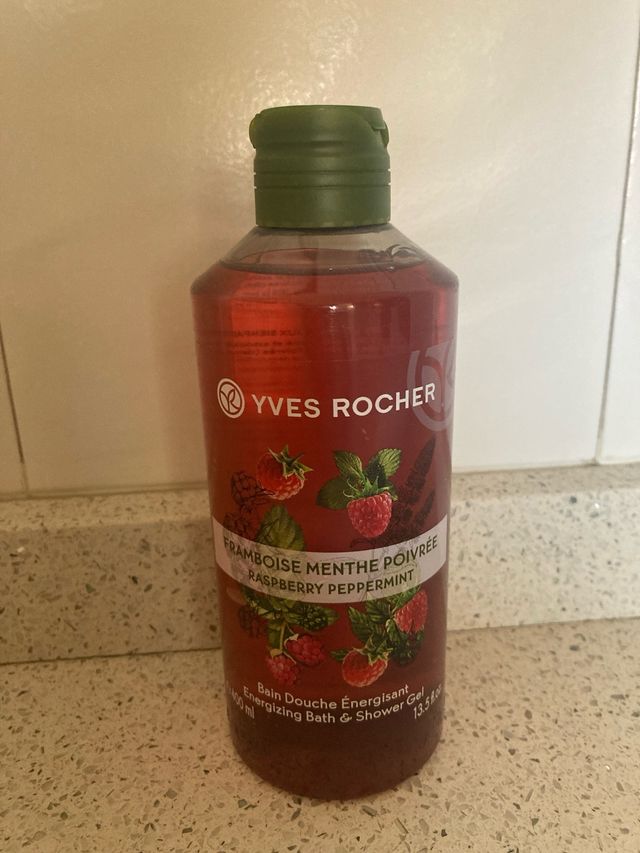 YVES ROCHER
FRAMBOISE MENTHE POIVRÉE
RASPBERRY PEPPERMINT
Bain Douche Énergisant
Energizing Bath & Shower Gel
400 ml 13.5 fl.oz